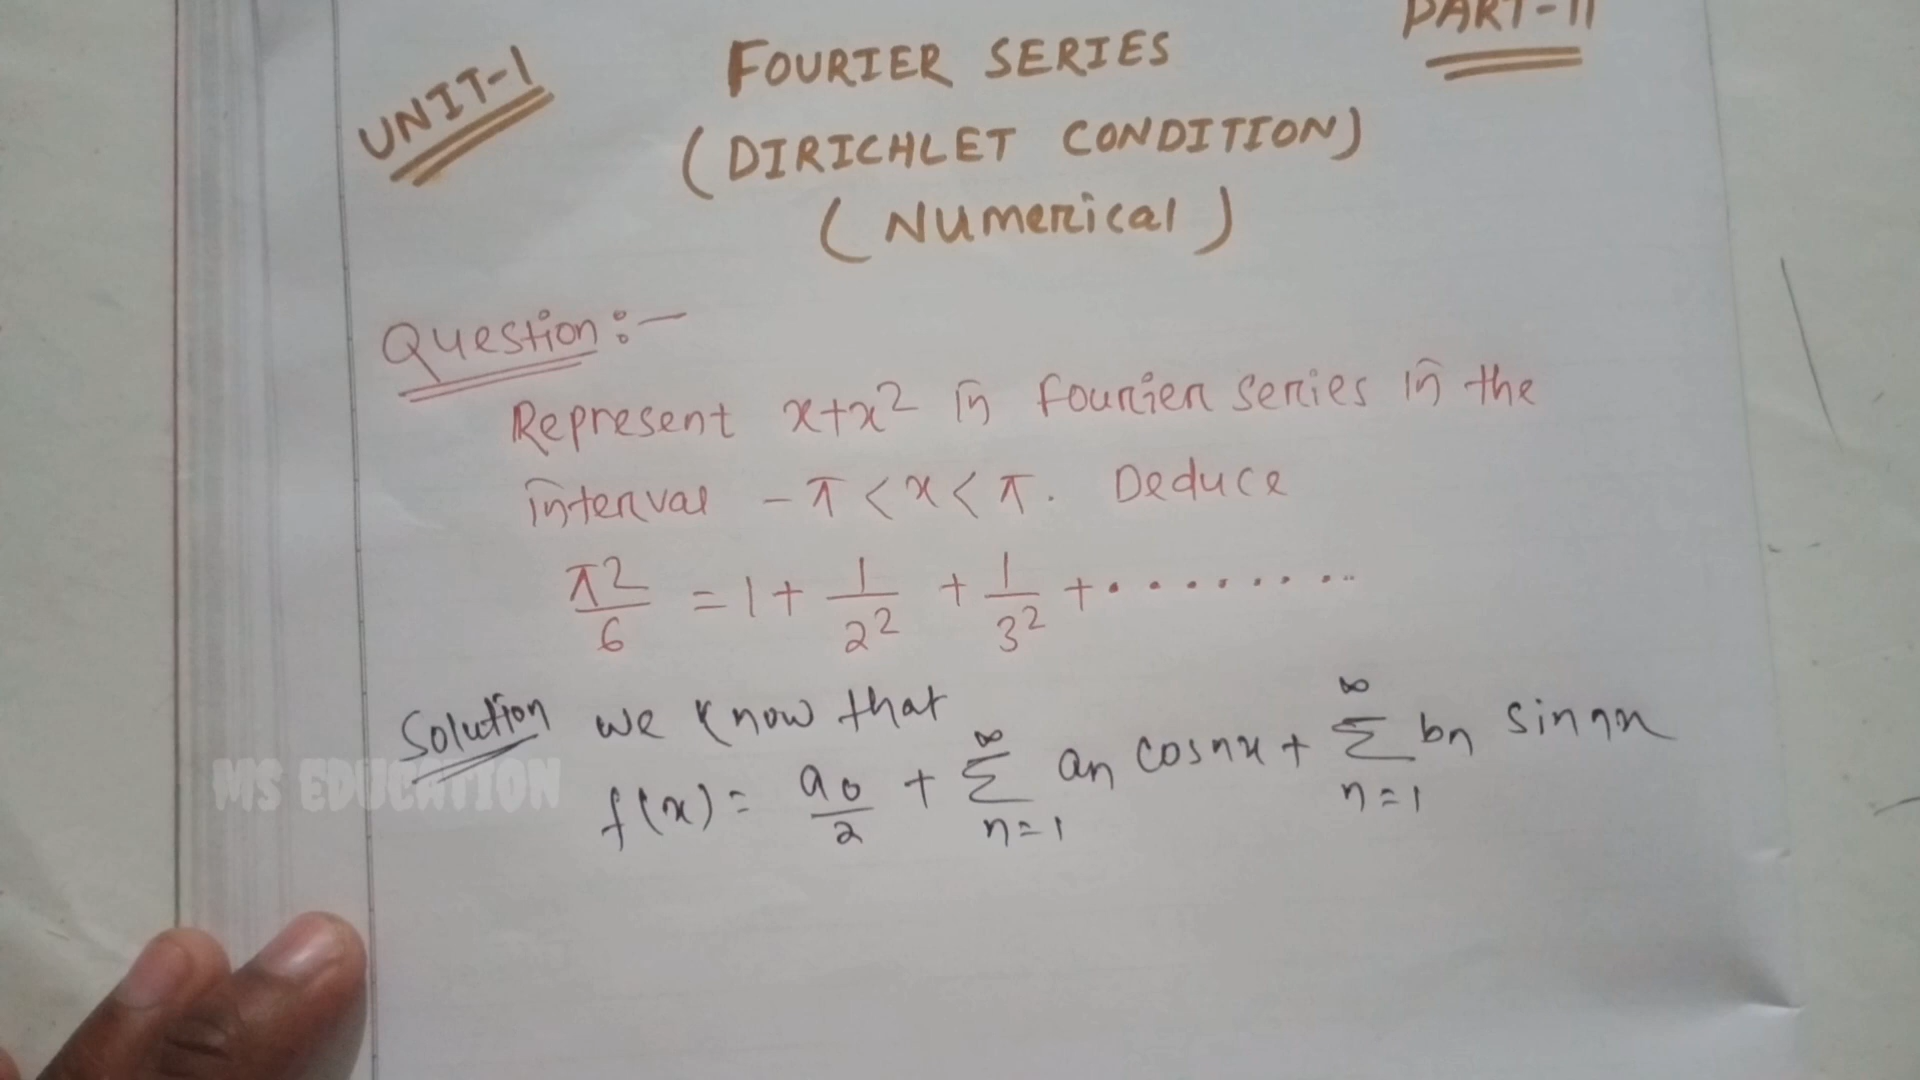 UNIT-1
FOURIER SERIES
PART-II
(DIRICHLET CONDITION)
(Numerical)
Question:-
Represent x+x² in fourier series in the
interval -π<x<π. Deduce
π2/6 = 1 + 1/2² + 1/3² + .........
Solution we know that
f(x) = a₀/2 + ∞Σn=1 an cosnx + ∞Σn=1 bn sinnx
MS EDUCATION